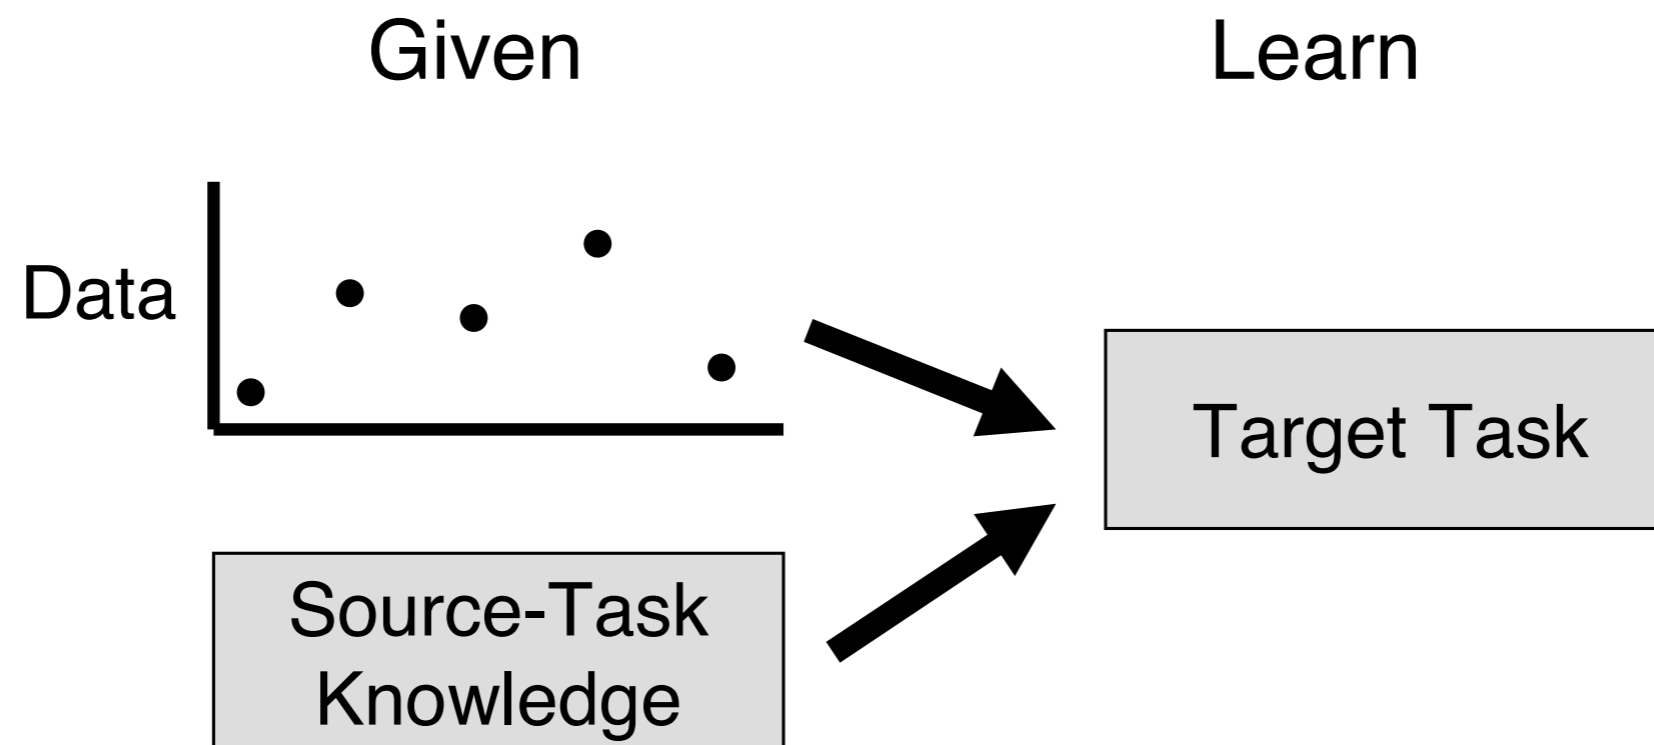 Given
Learn
Data
Target Task
Source-Task
Knowledge